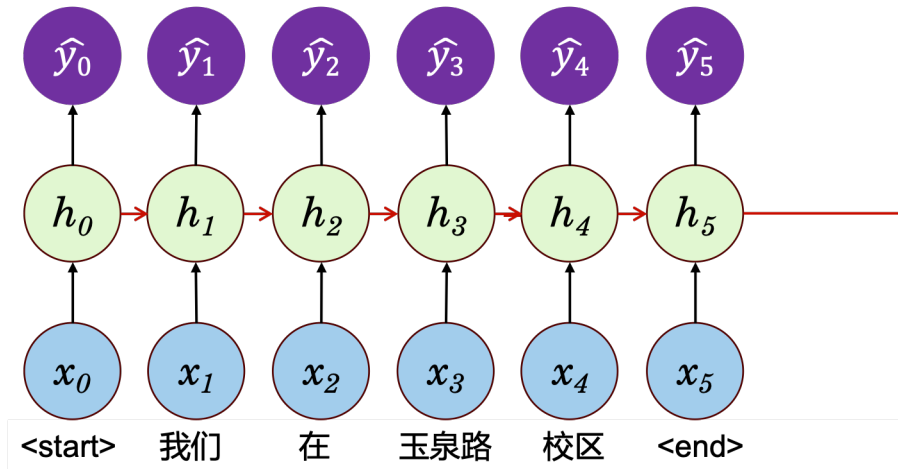 ŷ₀ ŷ₁ ŷ₂ ŷ₃ ŷ₄ ŷ₅
h₀ h₁ h₂ h₃ h₄ h₅
x₀ x₁ x₂ x₃ x₄ x₅
<start> 我们 在 玉泉路 校区 <end>